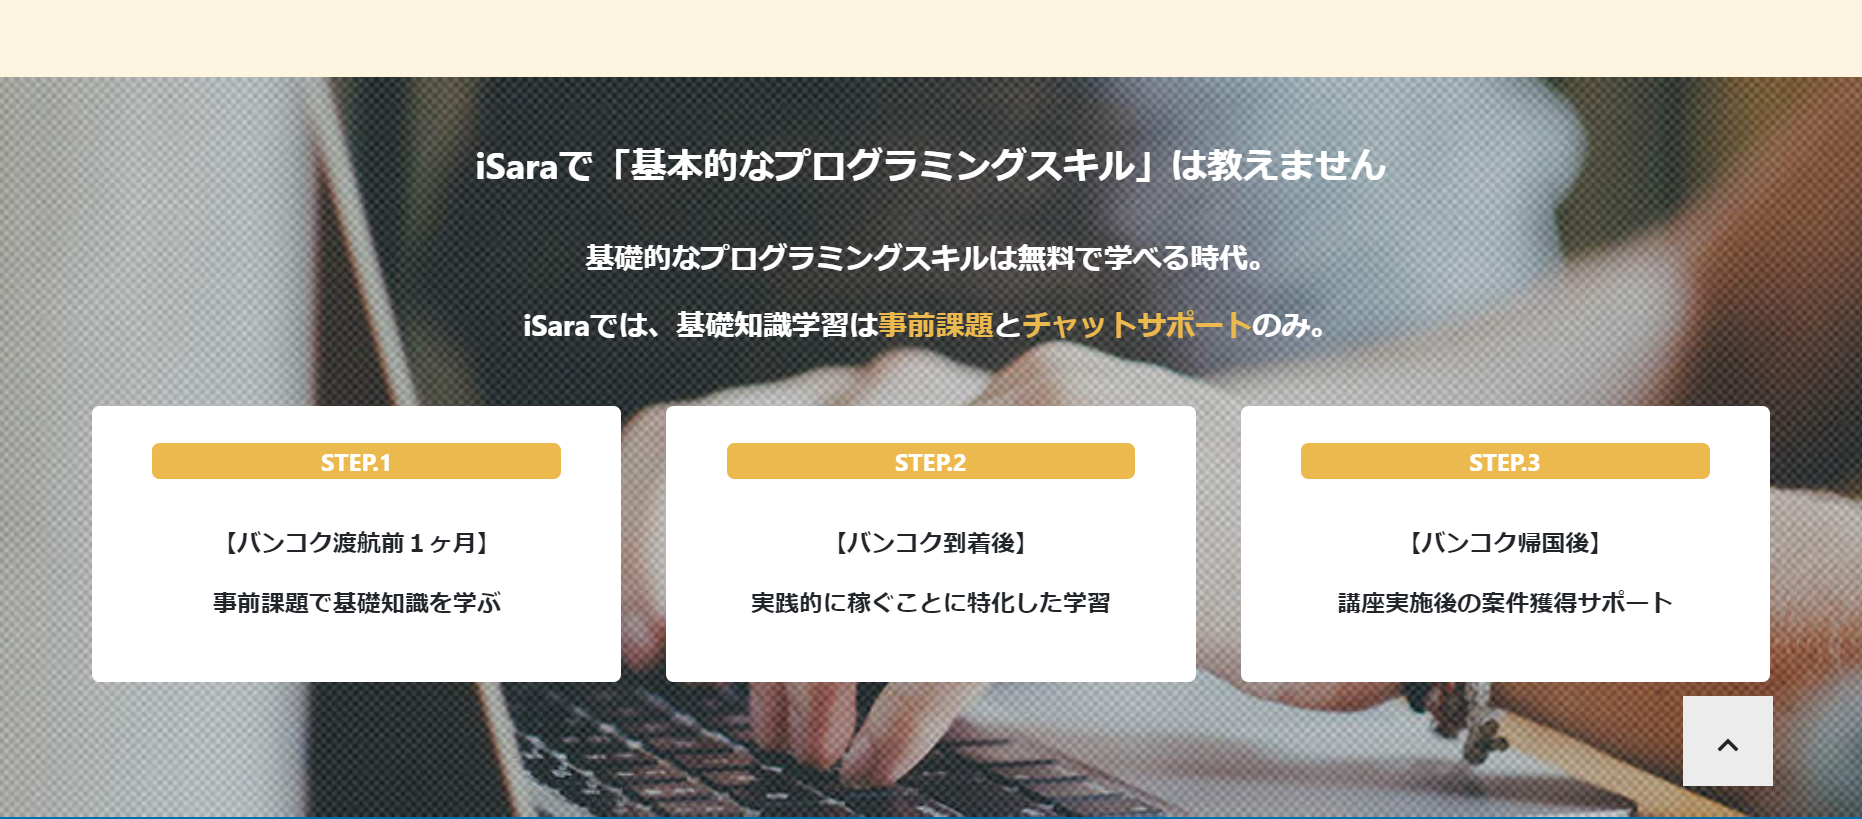 iSaraで「基本的なプログラミングスキル」は教えません
基礎的なプログラミングスキルは無料で学べる時代。
iSaraでは、基礎知識学習は事前課題とチャットサポートのみ。
STEP.1
【バンコク渡航前１ヶ月】
事前課題で基礎知識を学ぶ
STEP.2
【バンコク到着後】
実践的に稼ぐことに特化した学習
STEP.3
【バンコク帰国後】
講座実施後の案件獲得サポート